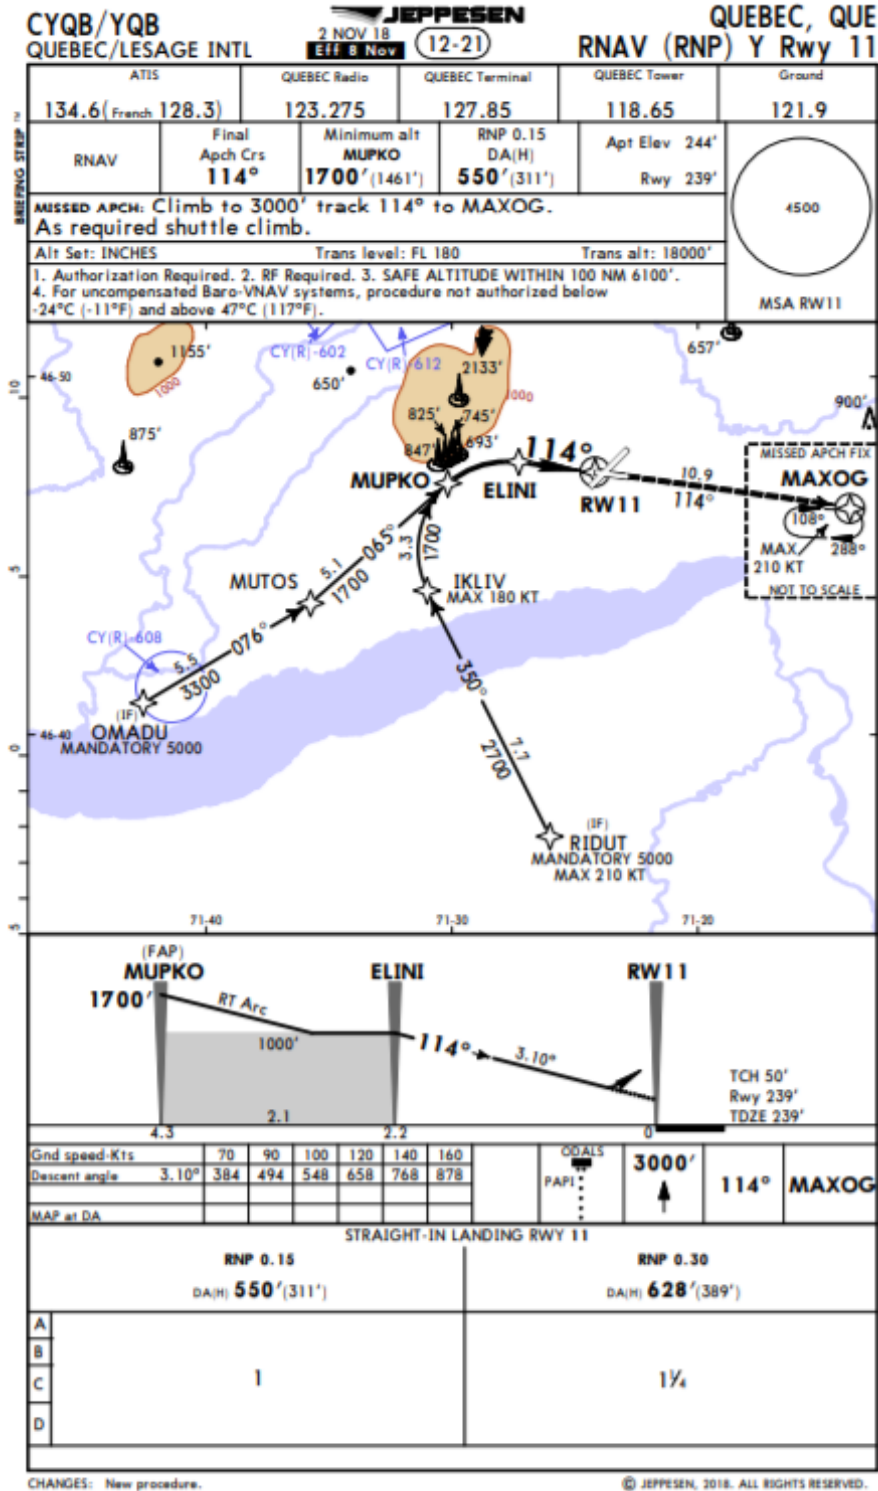 CYQB/YQB
QUEBEC/LESAGE INTL
JEPPESEN
2 NOV 18
Eff 8 Nov
12-21
QUEBEC, QUE
RNAV (RNP) Y Rwy 11
BRIEFING STRIP ™
ATIS
134.6(French 128.3)
QUEBEC Radio
123.275
QUEBEC Terminal
127.85
QUEBEC Tower
118.65
Ground
121.9
RNAV
Final
Apch Crs
114°
Minimum alt
MUPKO
1700'(1461')
RNP 0.15
DA(H)
550'(311')
Apt Elev 244'
Rwy 239'
4500
MSA RW11
MISSED APCH: Climb to 3000' track 114° to MAXOG.
As required shuttle climb.
Alt Set: INCHES Trans level: FL 180 Trans alt: 18000'
1. Authorization Required. 2. RF Required. 3. SAFE ALTITUDE WITHIN 100 NM 6100'.
4. For uncompensated Baro-VNAV systems, procedure not authorized below
-24°C (-11°F) and above 47°C (117°F).
1155'
1000
CY(R)-602
CY(R)-612
650'
2133'
657'
10
46-50
825'
745'
1000
900'
875'
847'
693'
114°
MISSED APCH FIX
MAXOG
MUPKO
ELINI
RW11
10.9
114°
108°
288°
MAX
210 KT
NOT TO SCALE
065°
5.1
1700
3.3
1700
5
MUTOS
IKLIV
MAX 180 KT
CY(R)-608
076°
5.5
3300
350°
(IF)
OMADU
MANDATORY 5000
46-40
0
7.7
2700
(IF)
RIDUT
MANDATORY 5000
MAX 210 KT
5
71-40
71-30
71-20
(FAP)
MUPKO
ELINI
RW11
1700'
RT Arc
1000'
114°
3.10°
TCH 50'
Rwy 239'
TDZE 239'
2.1
4.3
2.2
0
Gnd speed-Kts 70 90 100 120 140 160
Descent angle 3.10° 384 494 548 658 768 878
MAP at DA
ODALS
PAPI
3000'
114°
MAXOG
STRAIGHT-IN LANDING RWY 11
RNP 0.15
DA(H) 550'(311')
RNP 0.30
DA(H) 628'(389')
A
B
C
D
1
1¼
CHANGES: New procedure.
© JEPPESEN, 2018. ALL RIGHTS RESERVED.